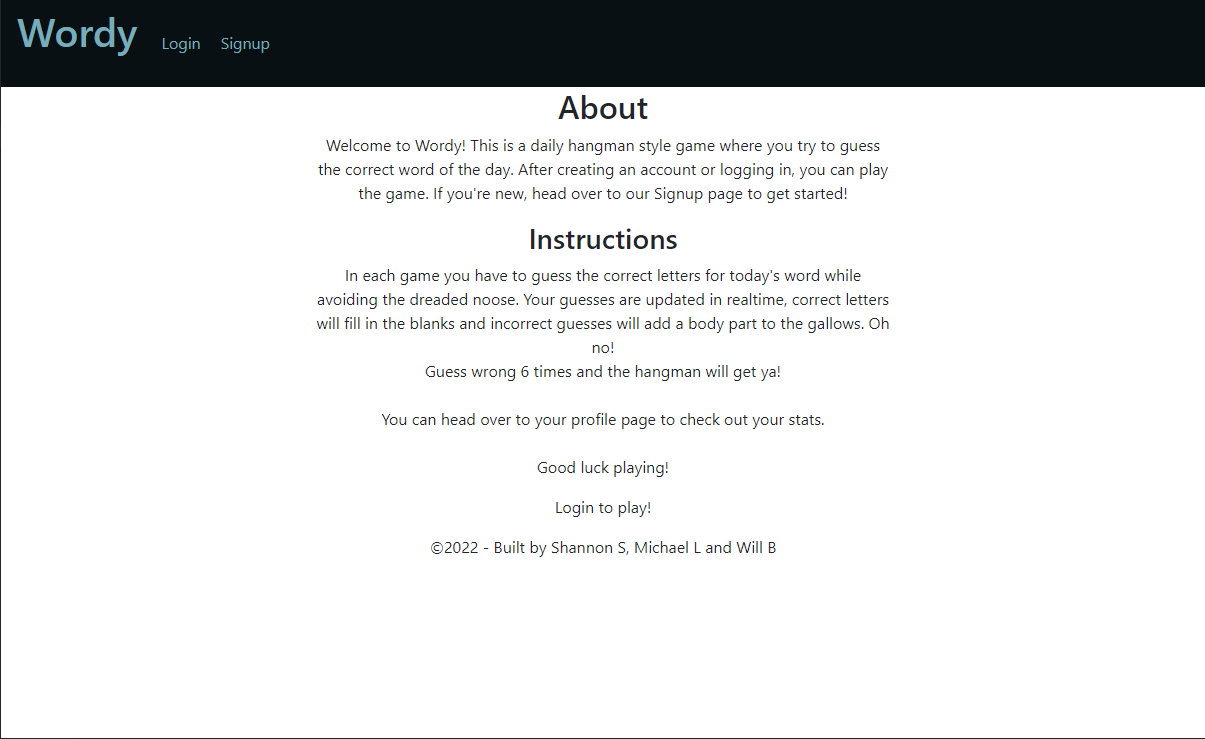 Wordy Login Signup
About
Welcome to Wordy! This is a daily hangman style game where you try to guess
the correct word of the day. After creating an account or logging in, you can play
the game. If you're new, head over to our Signup page to get started!
Instructions
In each game you have to guess the correct letters for today's word while
avoiding the dreaded noose. Your guesses are updated in realtime, correct letters
will fill in the blanks and incorrect guesses will add a body part to the gallows. Oh
no!
Guess wrong 6 times and the hangman will get ya!
You can head over to your profile page to check out your stats.
Good luck playing!
Login to play!
©2022 - Built by Shannon S, Michael L and Will B